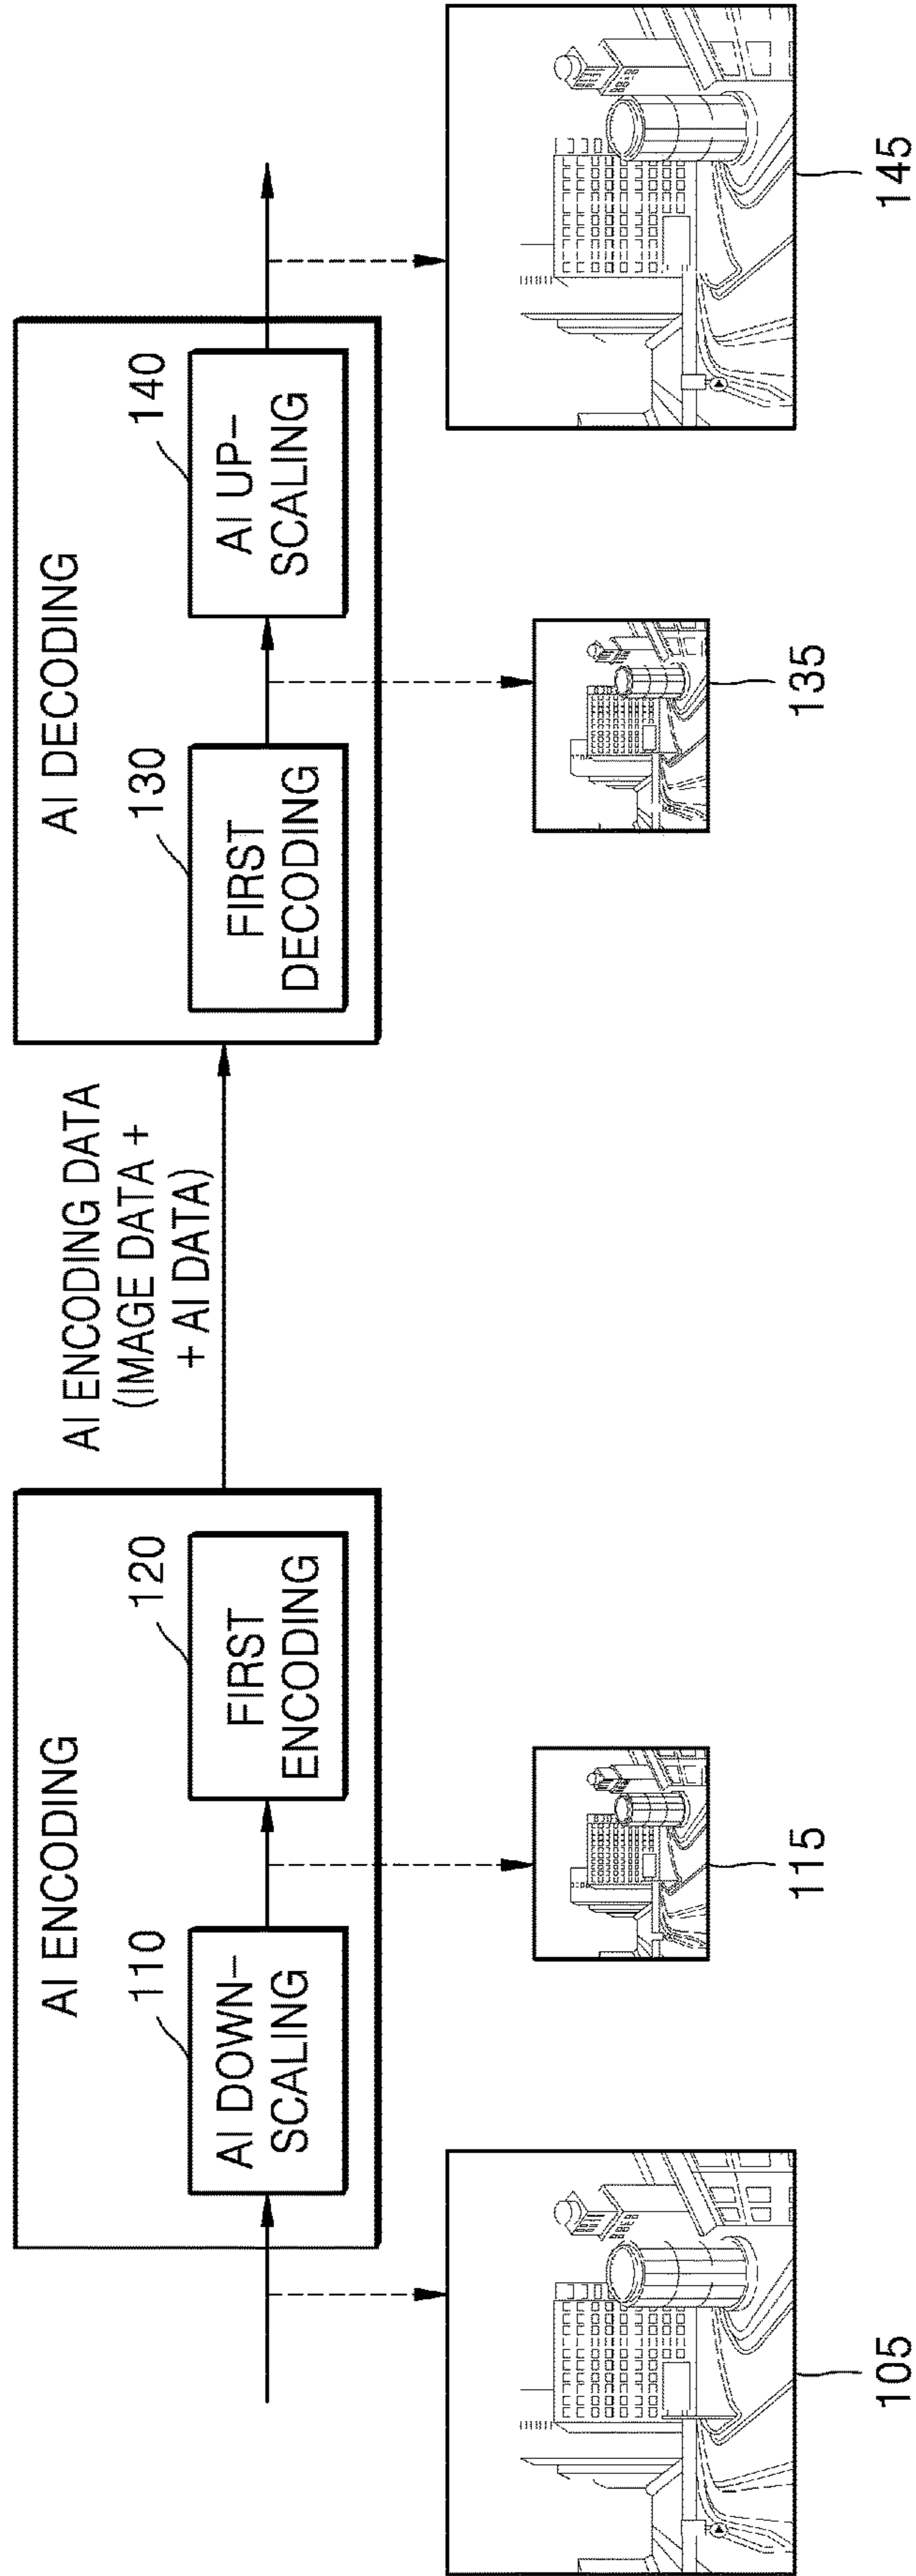 AI ENCODING
110
AI DOWN–
SCALING
120
FIRST
ENCODING
AI ENCODING DATA
(IMAGE DATA +
+ AI DATA)
AI DECODING
130
FIRST
DECODING
140
AI UP–
SCALING
105
115
135
145